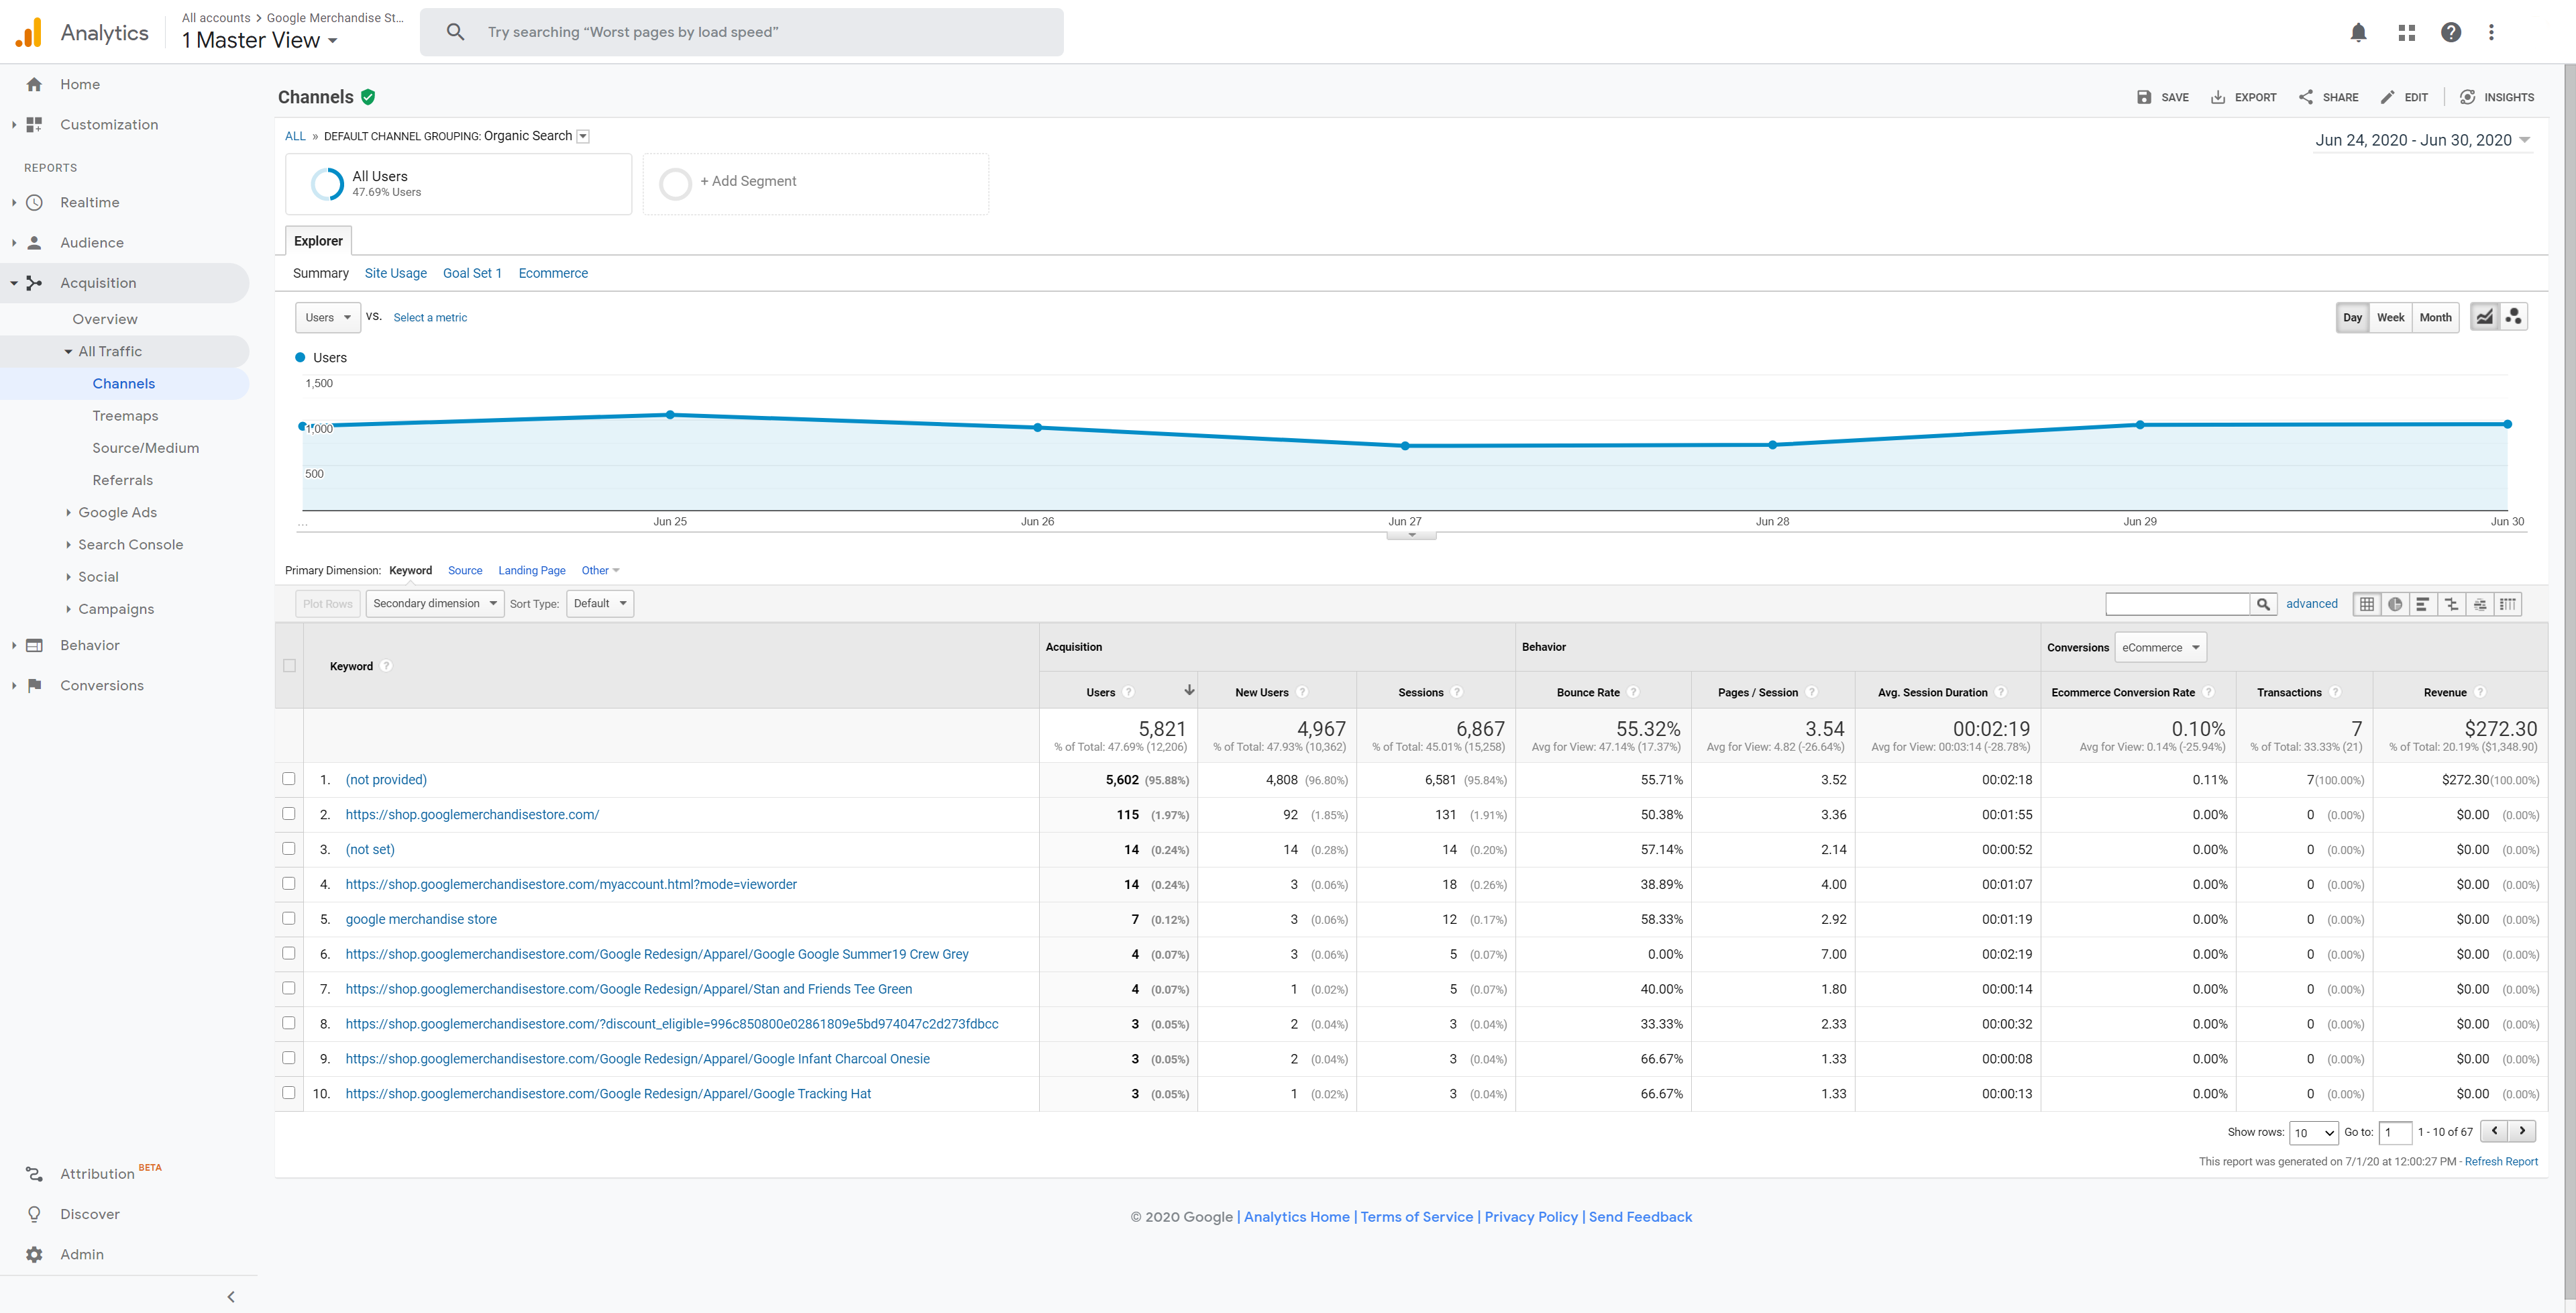 Analytics
All accounts > Google Merchandise St...
1 Master View
Try searching “Worst pages by load speed”
Home
Customization
REPORTS
Realtime
Audience
Acquisition
Overview
All Traffic
Channels
Treemaps
Source/Medium
Referrals
Google Ads
Search Console
Social
Campaigns
Behavior
Conversions
Attribution BETA
Discover
Admin
Channels
SAVE EXPORT SHARE EDIT INSIGHTS
ALL » DEFAULT CHANNEL GROUPING: Organic Search
Jun 24, 2020 - Jun 30, 2020
All Users
47.69% Users
+ Add Segment
Explorer
Summary Site Usage Goal Set 1 Ecommerce
Users VS. Select a metric
Day Week Month
Users
1,500
1,000
500
... Jun 25 Jun 26 Jun 27 Jun 28 Jun 29 Jun 30
Primary Dimension: Keyword Source Landing Page Other
Plot Rows Secondary dimension Sort Type: Default advanced
Keyword Acquisition Behavior Conversions eCommerce
Users New Users Sessions Bounce Rate Pages / Session Avg. Session Duration Ecommerce Conversion Rate Transactions Revenue
5,821 4,967 6,867 55.32% 3.54 00:02:19 0.10% 7 $272.30
% of Total: 47.69% (12,206) % of Total: 47.93% (10,362) % of Total: 45.01% (15,258) Avg for View: 47.14% (17.37%) Avg for View: 4.82 (-26.64%) Avg for View: 00:03:14 (-28.78%) Avg for View: 0.14% (-25.94%) % of Total: 33.33% (21) % of Total: 20.19% ($1,348.90)
1. (not provided) 5,602 (95.88%) 4,808 (96.80%) 6,581 (95.84%) 55.71% 3.52 00:02:18 0.11% 7 (100.00%) $272.30 (100.00%)
2. https://shop.googlemerchandisestore.com/ 115 (1.97%) 92 (1.85%) 131 (1.91%) 50.38% 3.36 00:01:55 0.00% 0 (0.00%) $0.00 (0.00%)
3. (not set) 14 (0.24%) 14 (0.28%) 14 (0.20%) 57.14% 2.14 00:00:52 0.00% 0 (0.00%) $0.00 (0.00%)
4. https://shop.googlemerchandisestore.com/myaccount.html?mode=vieworder 14 (0.24%) 3 (0.06%) 18 (0.26%) 38.89% 4.00 00:01:07 0.00% 0 (0.00%) $0.00 (0.00%)
5. google merchandise store 7 (0.12%) 3 (0.06%) 12 (0.17%) 58.33% 2.92 00:01:19 0.00% 0 (0.00%) $0.00 (0.00%)
6. https://shop.googlemerchandisestore.com/Google Redesign/Apparel/Google Google Summer19 Crew Grey 4 (0.07%) 3 (0.06%) 5 (0.07%) 0.00% 7.00 00:02:19 0.00% 0 (0.00%) $0.00 (0.00%)
7. https://shop.googlemerchandisestore.com/Google Redesign/Apparel/Stan and Friends Tee Green 4 (0.07%) 1 (0.02%) 5 (0.07%) 40.00% 1.80 00:00:14 0.00% 0 (0.00%) $0.00 (0.00%)
8. https://shop.googlemerchandisestore.com/?discount_eligible=996c850800e02861809e5bd974047c2d273fdbcc 3 (0.05%) 2 (0.04%) 3 (0.04%) 33.33% 2.33 00:00:32 0.00% 0 (0.00%) $0.00 (0.00%)
9. https://shop.googlemerchandisestore.com/Google Redesign/Apparel/Google Infant Charcoal Onesie 3 (0.05%) 2 (0.04%) 3 (0.04%) 66.67% 1.33 00:00:08 0.00% 0 (0.00%) $0.00 (0.00%)
10. https://shop.googlemerchandisestore.com/Google Redesign/Apparel/Google Tracking Hat 3 (0.05%) 1 (0.02%) 3 (0.04%) 66.67% 1.33 00:00:13 0.00% 0 (0.00%) $0.00 (0.00%)
Show rows: 10 Go to: 1 1 - 10 of 67
This report was generated on 7/1/20 at 12:00:27 PM - Refresh Report
© 2020 Google | Analytics Home | Terms of Service | Privacy Policy | Send Feedback